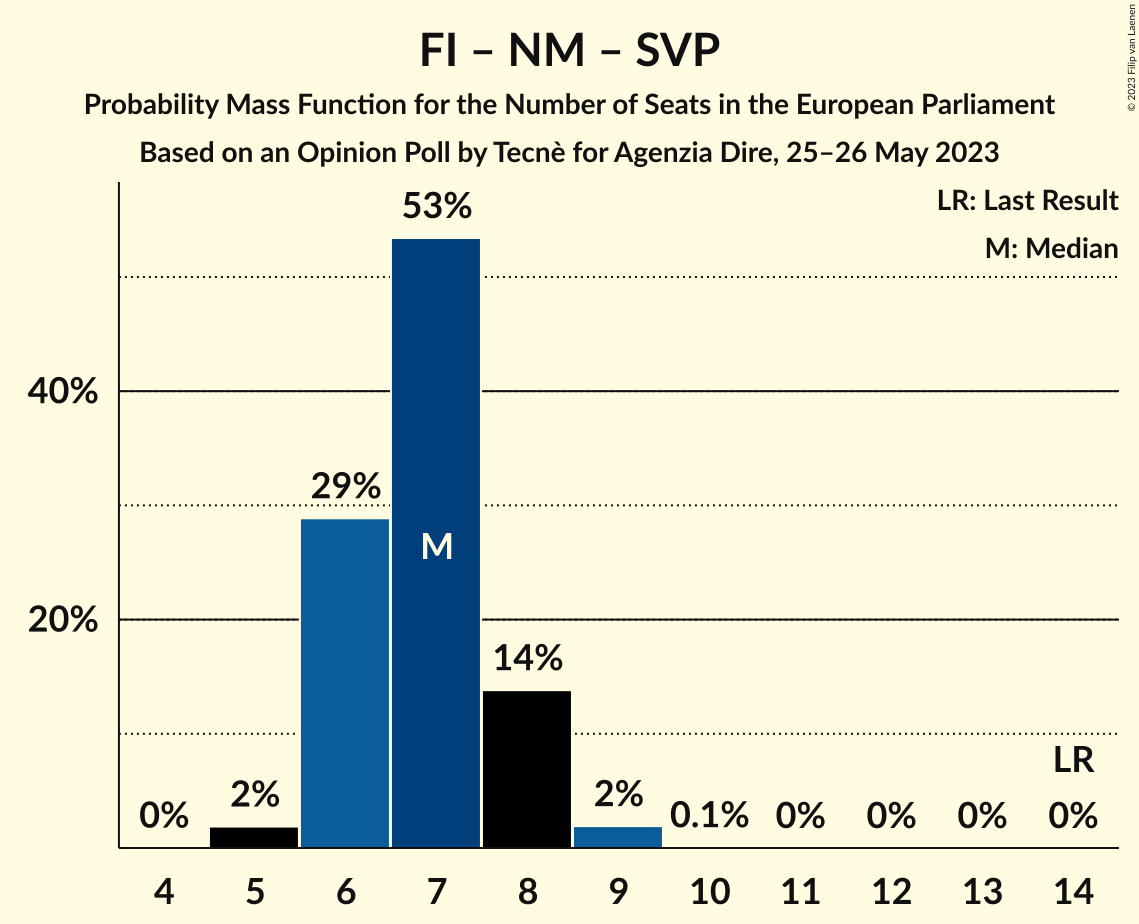 FI – NM – SVP
Probability Mass Function for the Number of Seats in the European Parliament
Based on an Opinion Poll by Tecnè for Agenzia Dire, 25–26 May 2023
© 2023 Filip van Laenen
LR: Last Result
M: Median
53%
40%
29%
M
20%
14%
LR
0%
2%
2%
0.1%
0%
0%
0%
0%
4 5 6 7 8 9 10 11 12 13 14